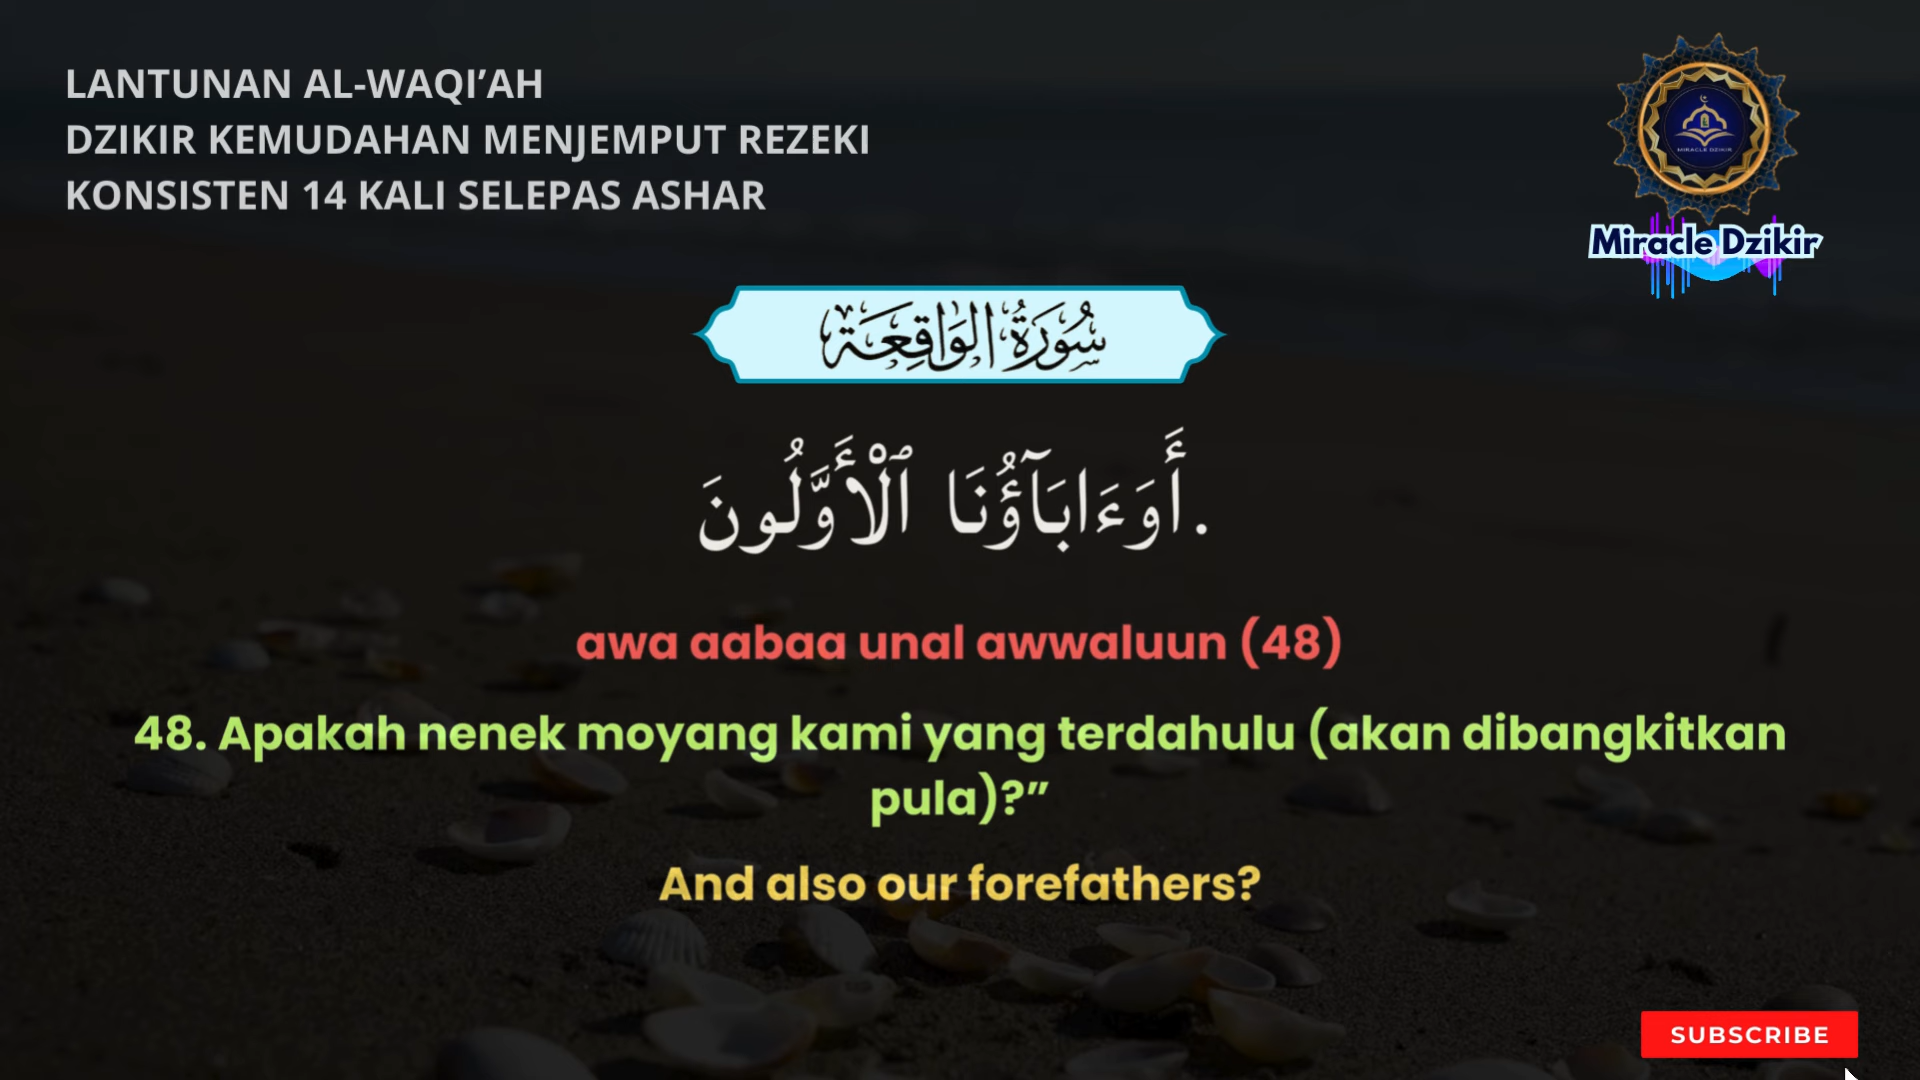 LANTUNAN AL-WAQI’AH
DZIKIR KEMUDAHAN MENJEMPUT REZEKI
KONSISTEN 14 KALI SELEPAS ASHAR
MIRACLE DZIKIR
Miracle Dzikir
سُورَةُ الوَاقِعَة
.أَوَءَابَآؤُنَا ٱلْأَوَّلُونَ
awa aabaa unal awwaluun (48)
48. Apakah nenek moyang kami yang terdahulu (akan dibangkitkan
pula)?”
And also our forefathers?
SUBSCRIBE